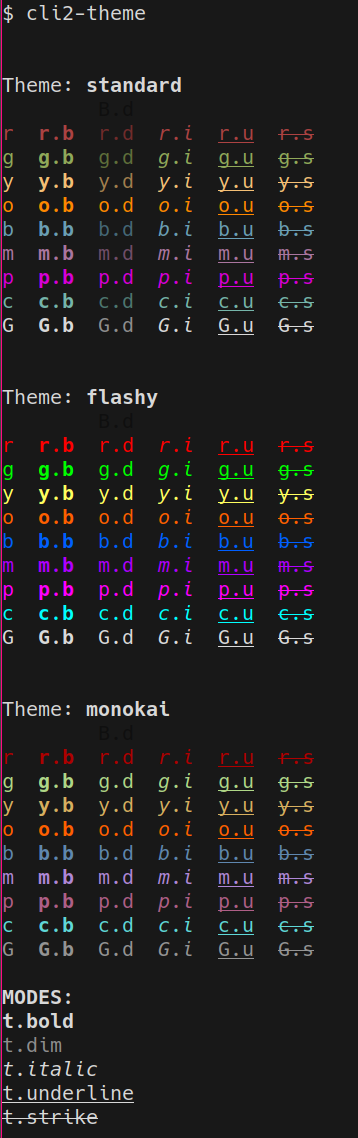 $ cli2-theme
Theme: standard
B.d
r r.b r.d r.i r.u r.s
g g.b g.d g.i g.u g.s
y y.b y.d y.i y.u y.s
o o.b o.d o.i o.u o.s
b b.b b.d b.i b.u b.s
m m.b m.d m.i m.u m.s
p p.b p.d p.i p.u p.s
c c.b c.d c.i c.u c.s
G G.b G.d G.i G.u G.s
Theme: flashy
B.d
r r.b r.d r.i r.u r.s
g g.b g.d g.i g.u g.s
y y.b y.d y.i y.u y.s
o o.b o.d o.i o.u o.s
b b.b b.d b.i b.u b.s
m m.b m.d m.i m.u m.s
p p.b p.d p.i p.u p.s
c c.b c.d c.i c.u c.s
G G.b G.d G.i G.u G.s
Theme: monokai
B.d
r r.b r.d r.i r.u r.s
g g.b g.d g.i g.u g.s
y y.b y.d y.i y.u y.s
o o.b o.d o.i o.u o.s
b b.b b.d b.i b.u b.s
m m.b m.d m.i m.u m.s
p p.b p.d p.i p.u p.s
c c.b c.d c.i c.u c.s
G G.b G.d G.i G.u G.s
MODES:
t.bold
t.dim
t.italic
t.underline
t.strike